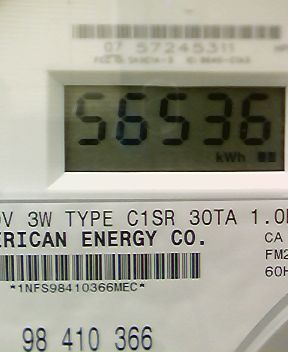 07 57245311
56536
kWh
V 3W TYPE C1SR 30TA 1.0
ERICAN ENERGY CO.
CA
FM2
60H
*1NFS98410366MEC*
98 410 366